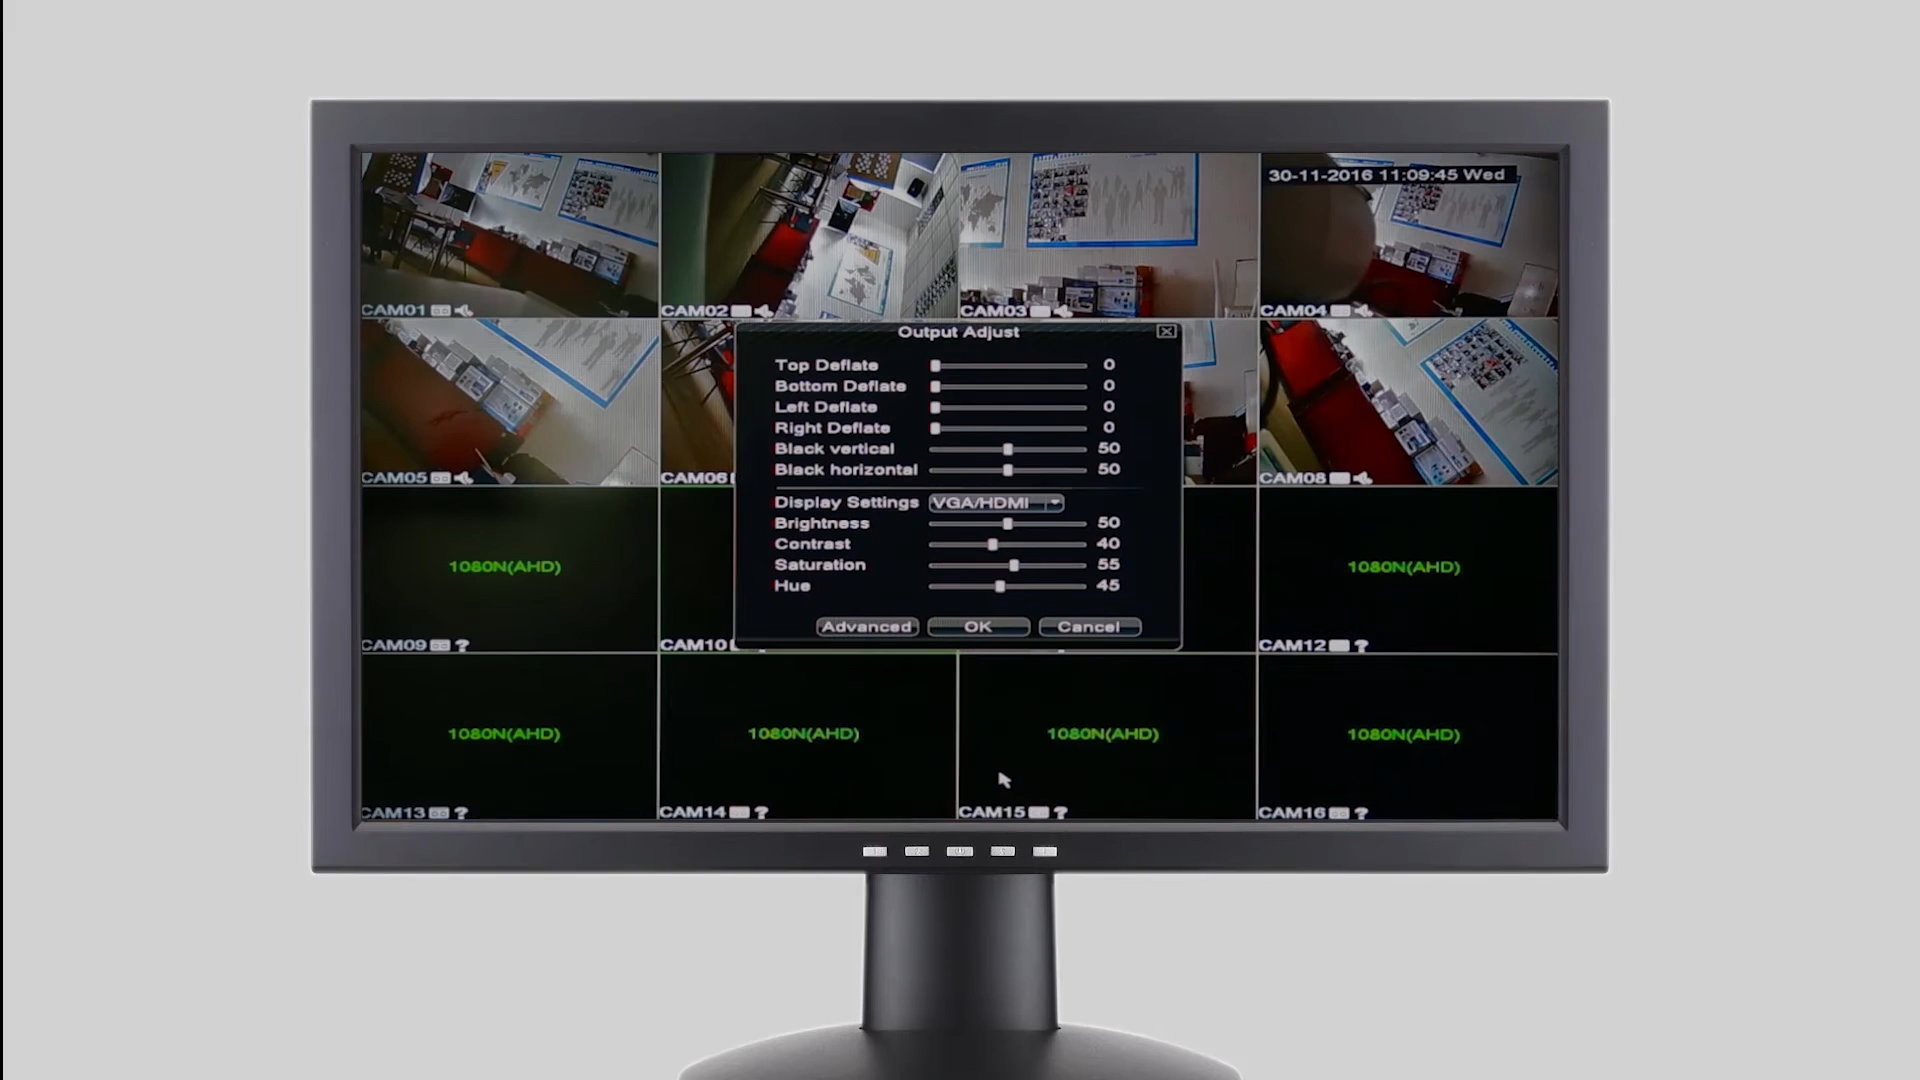 30-11-2016 11:09:45 Wed
CAM01
CAM02
CAM03
CAM04
Output Adjust
Top Deflate 0
Bottom Deflate 0
Left Deflate 0
Right Deflate 0
Black vertical 50
Black horizontal 50
CAM05
CAM06
CAM08
Display Settings VGA/HDMI
Brightness 50
Contrast 40
Saturation 55
Hue 45
1080N(AHD)
1080N(AHD)
Advanced OK Cancel
CAM09 ?
CAM10
CAM12 ?
1080N(AHD)
1080N(AHD)
1080N(AHD)
1080N(AHD)
CAM13 ?
CAM14 ?
CAM15 ?
CAM16 ?